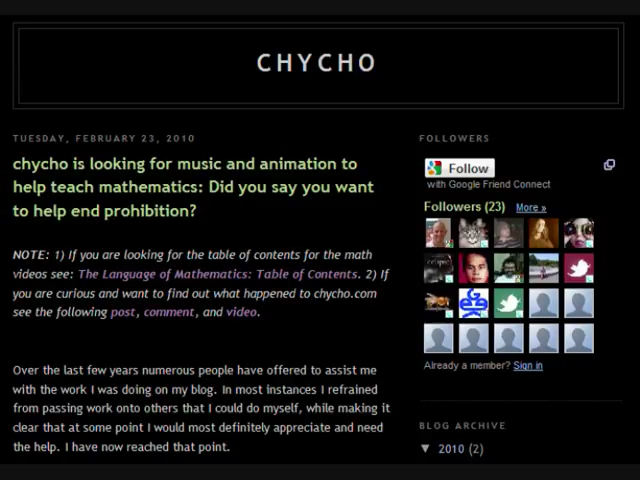 CHYCHO
TUESDAY, FEBRUARY 23, 2010
chycho is looking for music and animation to
help teach mathematics: Did you say you want
to help end prohibition?
NOTE: 1) If you are looking for the table of contents for the math
videos see: The Language of Mathematics: Table of Contents. 2) If
you are curious and want to find out what happened to chycho.com
see the following post, comment, and video.
Over the last few years numerous people have offered to assist me
with the work I was doing on my blog. In most instances I refrained
from passing work onto others that I could do myself, while making it
clear that at some point I would most definitely appreciate and need
the help. I have now reached that point.
FOLLOWERS
Follow
with Google Friend Connect
Followers (23) More »
Already a member? Sign in
BLOG ARCHIVE
▼ 2010 (2)